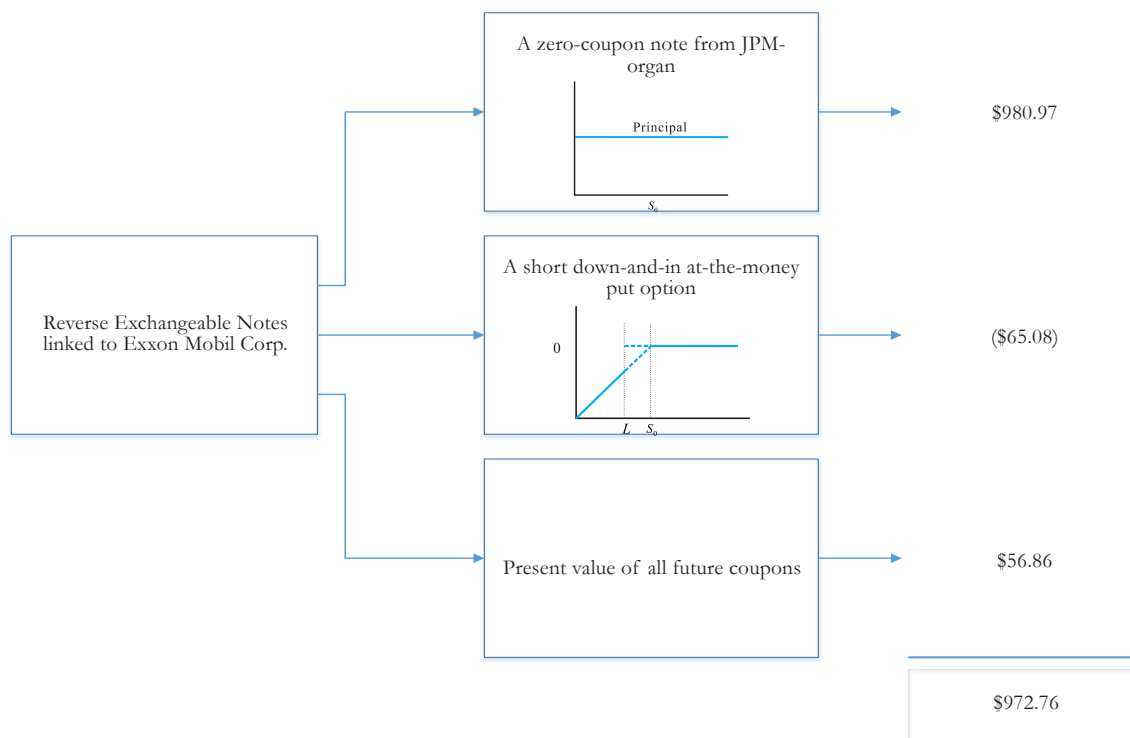 A zero-coupon note from JPM-
organ
Principal
S₀
$980.97
Reverse Exchangeable Notes
linked to Exxon Mobil Corp.
A short down-and-in at-the-money
put option
0
L S₀
($65.08)
Present value of all future coupons
$56.86
$972.76